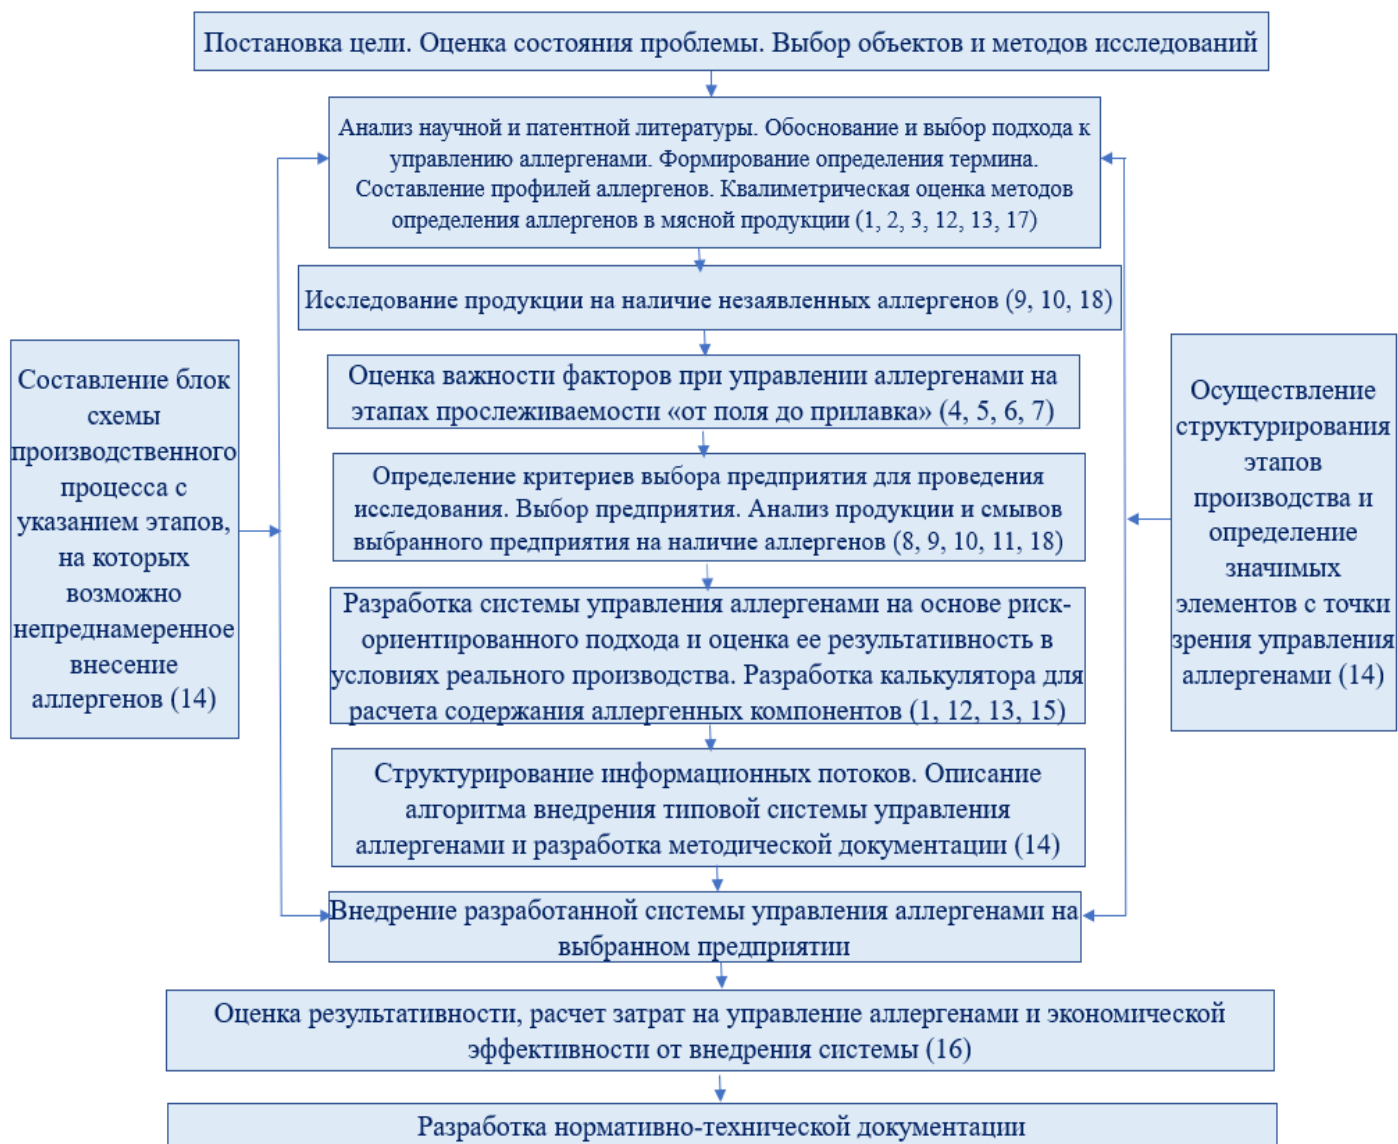 Постановка цели. Оценка состояния проблемы. Выбор объектов и методов исследований
Анализ научной и патентной литературы. Обоснование и выбор подхода к
управлению аллергенами. Формирование определения термина.
Составление профилей аллергенов. Квалиметрическая оценка методов
определения аллергенов в мясной продукции (1, 2, 3, 12, 13, 17)
Исследование продукции на наличие незаявленных аллергенов (9, 10, 18)
Составление блок
схемы
производственного
процесса с
указанием этапов,
на которых
возможно
непреднамеренное
внесение
аллергенов (14)
Оценка важности факторов при управлении аллергенами на
этапах прослеживаемости «от поля до прилавка» (4, 5, 6, 7)
Определение критериев выбора предприятия для проведения
исследования. Выбор предприятия. Анализ продукции и смывов
выбранного предприятия на наличие аллергенов (8, 9, 10, 11, 18)
Разработка системы управления аллергенами на основе риск-
ориентированного подхода и оценка ее результативность в
условиях реального производства. Разработка калькулятора для
расчета содержания аллергенных компонентов (1, 12, 13, 15)
Структурирование информационных потоков. Описание
алгоритма внедрения типовой системы управления
аллергенами и разработка методической документации (14)
Осуществление
структурирования
этапов
производства и
определение
значимых
элементов с точки
зрения управления
аллергенами (14)
Внедрение разработанной системы управления аллергенами на
выбранном предприятии
Оценка результативности, расчет затрат на управление аллергенами и экономической
эффективности от внедрения системы (16)
Разработка нормативно-технической документации